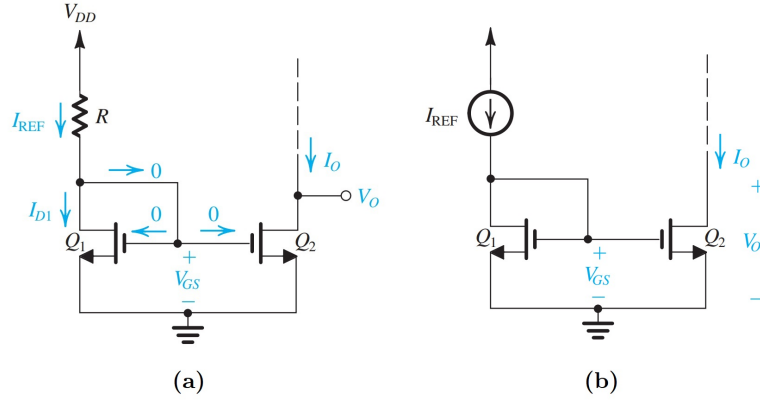 V_DD
I_REF
R
0
I_O
I_D1
0
0
V_O
Q_1
Q_2
+
V_GS
−
(a)
I_REF
I_O
+
Q_1
Q_2
+
V_O
V_GS
−
−
(b)